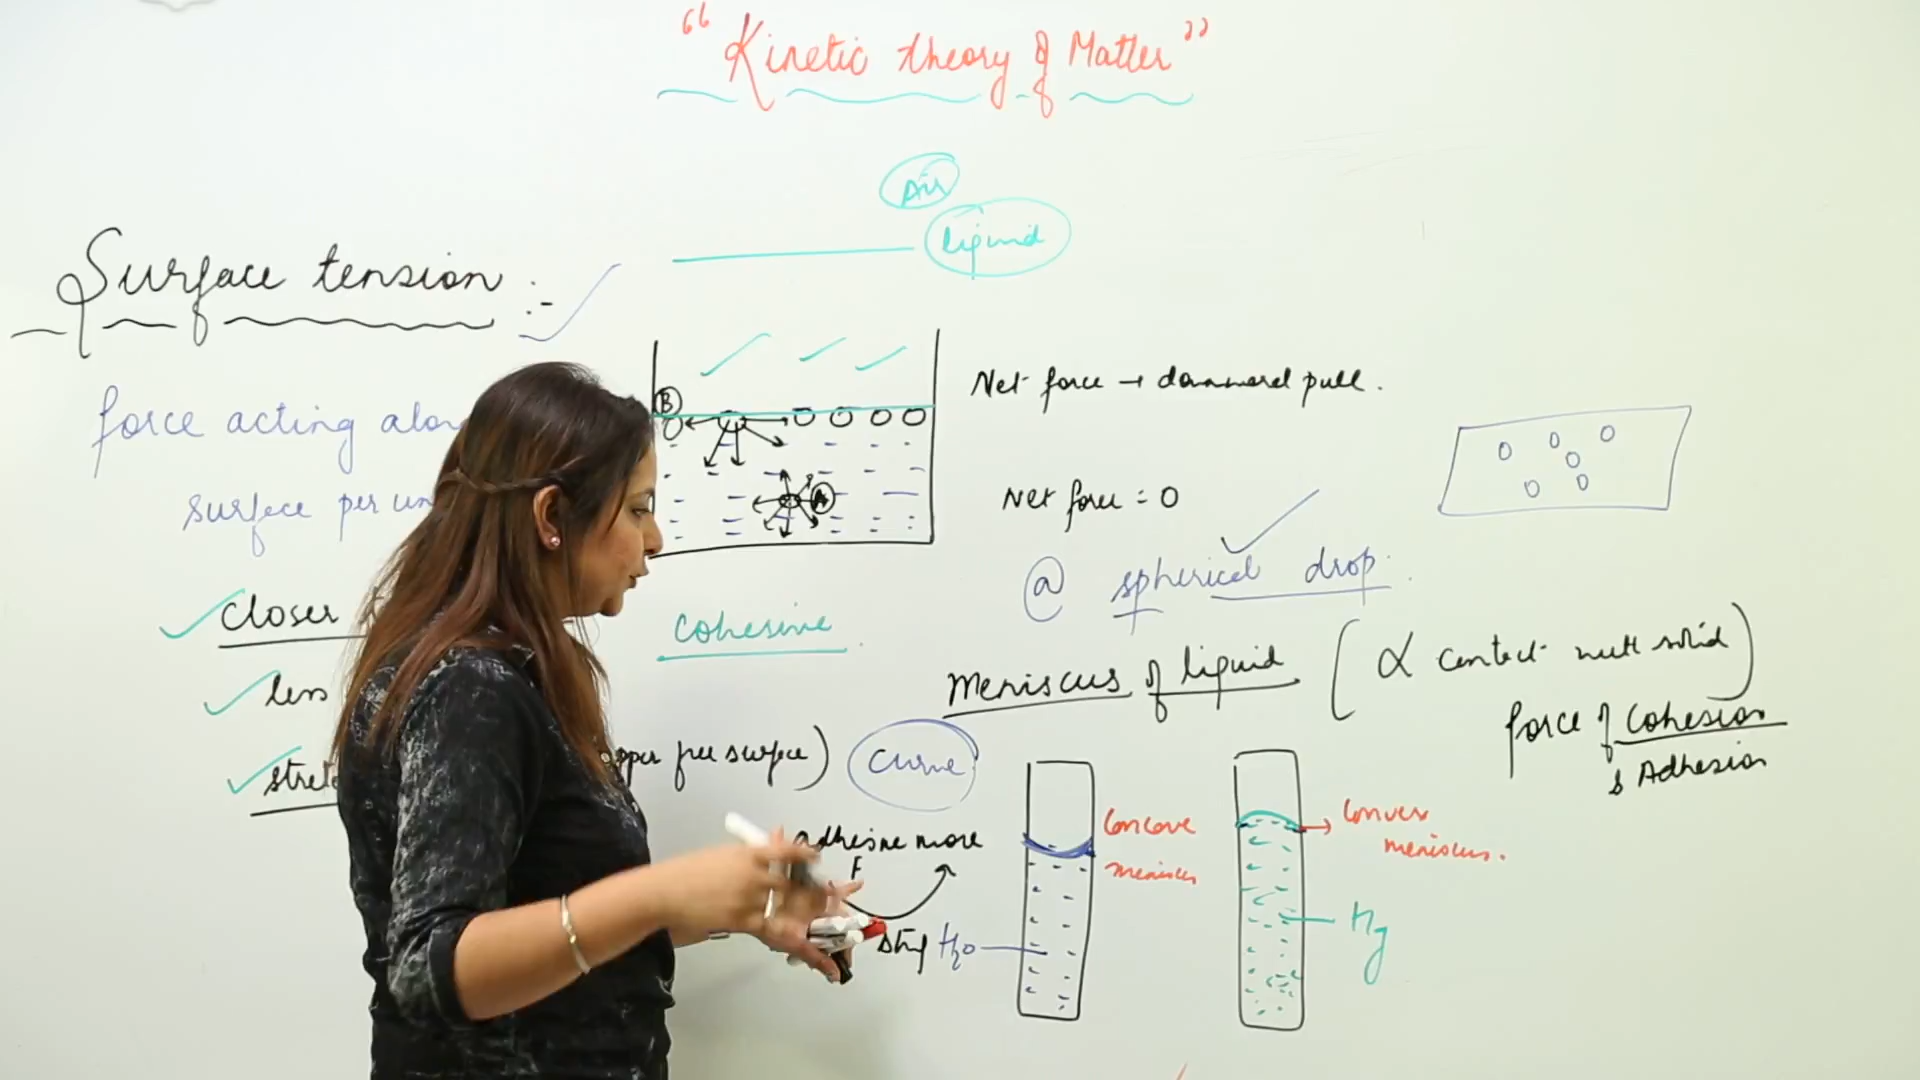 “Kinetic theory of Matter”
Air
liquid
Surface tension :-
B
Net force → downward pull.
force acting alon
A
surface per un
Net force = 0
@ spherical drop.
closer
Cohesive
Meniscus of liquid ( α contact with solid )
less
force of Cohesion
& Adhesion
stret
upper free surface)
Curve
adhesive more
F
Concave
meniscus
Convex
meniscus.
H2O
Hg